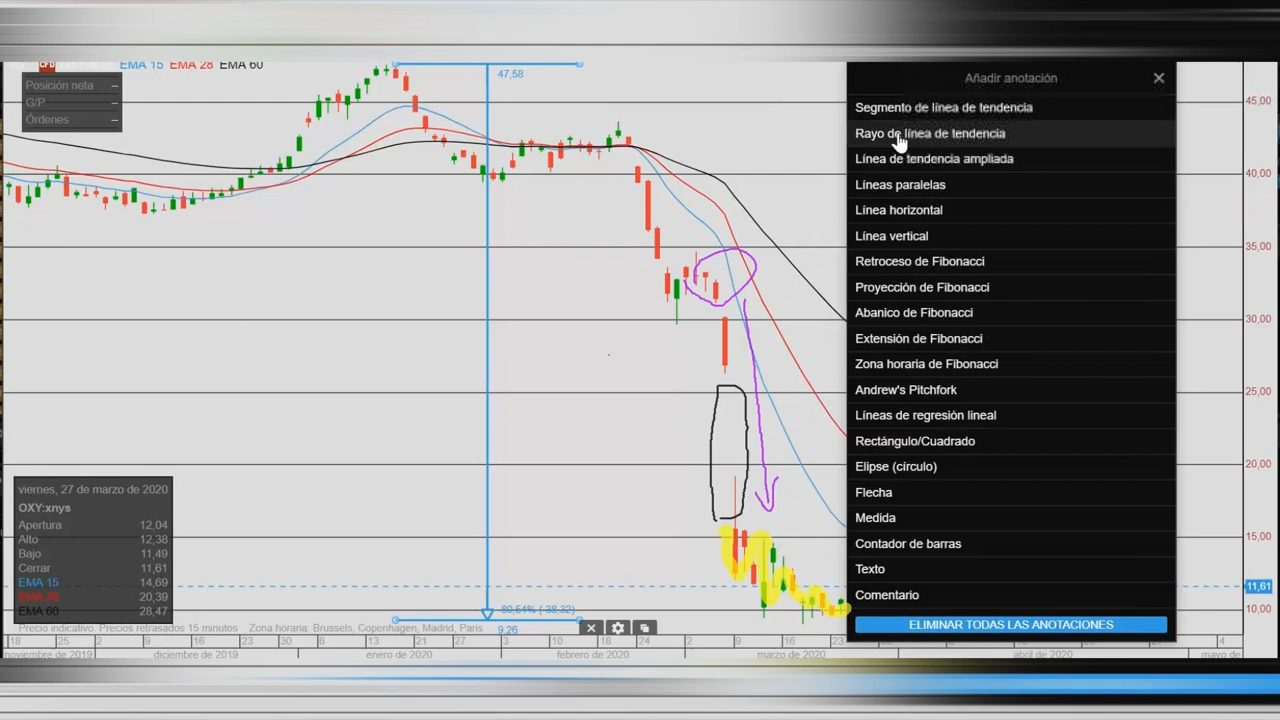 CFD EMA 15 EMA 28 EMA 60
Posición neta –
G/P –
Órdenes –
47,58
45,00
40,00
35,00
30,00
25,00
20,00
15,00
11,61
10,00
Añadir anotación
Segmento de línea de tendencia
Rayo de línea de tendencia
Línea de tendencia ampliada
Líneas paralelas
Línea horizontal
Línea vertical
Retroceso de Fibonacci
Proyección de Fibonacci
Abanico de Fibonacci
Extensión de Fibonacci
Zona horaria de Fibonacci
Andrew's Pitchfork
Líneas de regresión lineal
Rectángulo/Cuadrado
Elipse (círculo)
Flecha
Medida
Contador de barras
Texto
Comentario
ELIMINAR TODAS LAS ANOTACIONES
viernes, 27 de marzo de 2020
OXY:xnys
Apertura 12,04
Alto 12,38
Bajo 11,49
Cerrar 11,61
EMA 15 14,69
EMA 28 20,39
EMA 60 28,47
80,54% (-38,32)
9,26
Precio indicativo. Precios retrasados 15 minutos Zona horaria: Brussels, Copenhagen, Madrid, Paris
18 25 2 9 16 23 30 6 13 20 27 3 10 18 24 2 9 16 23
noviembre de 2019 diciembre de 2019 enero de 2020 febrero de 2020 marzo de 2020 abril de 2020 mayo de